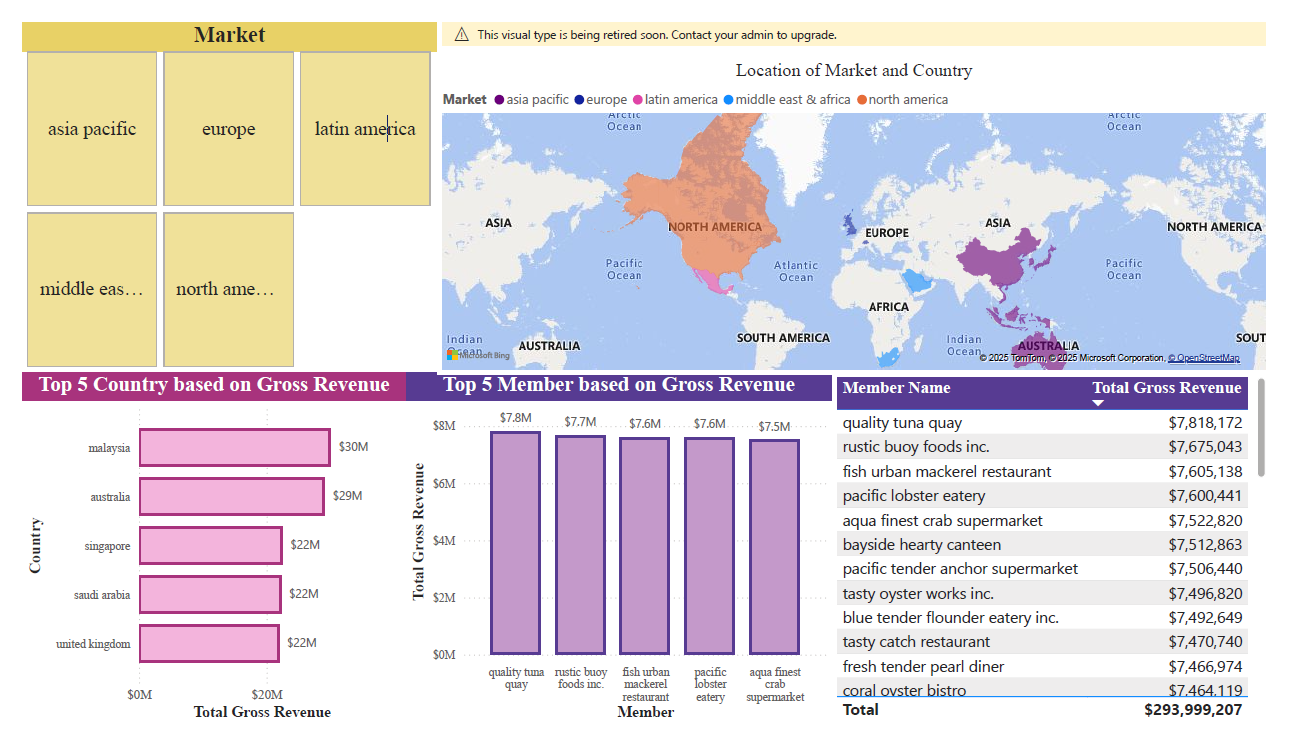 Market
asia pacific
europe
latin america
middle eas…
north ame…
This visual type is being retired soon. Contact your admin to upgrade.
Location of Market and Country
Market asia pacific europe latin america middle east & africa north america
Arctic
Ocean
Arctic
Ocean
ASIA
NORTH AMERICA
EUROPE
ASIA
NORTH AMERICA
Pacific
Ocean
Atlantic
Ocean
Pacific
Ocean
AFRICA
Indian
Ocean
AUSTRALIA
SOUTH AMERICA
Indian
Ocean
AUSTRALIA
SOUT
Microsoft Bing
© 2025 TomTom, © 2025 Microsoft Corporation, © OpenStreetMap
Top 5 Country based on Gross Revenue
Country
malaysia $30M
australia $29M
singapore $22M
saudi arabia $22M
united kingdom $22M
$0M $20M
Total Gross Revenue
Top 5 Member based on Gross Revenue
Total Gross Revenue
$8M
$6M
$4M
$2M
$0M
$7.8M $7.7M $7.6M $7.6M $7.5M
quality tuna
quay
rustic buoy
foods inc.
fish urban
mackerel
restaurant
pacific
lobster
eatery
aqua finest
crab
supermarket
Member
Member Name Total Gross Revenue
quality tuna quay $7,818,172
rustic buoy foods inc. $7,675,043
fish urban mackerel restaurant $7,605,138
pacific lobster eatery $7,600,441
aqua finest crab supermarket $7,522,820
bayside hearty canteen $7,512,863
pacific tender anchor supermarket $7,506,440
tasty oyster works inc. $7,496,820
blue tender flounder eatery inc. $7,492,649
tasty catch restaurant $7,470,740
fresh tender pearl diner $7,466,974
coral oyster bistro $7,464,119
Total $293,999,207